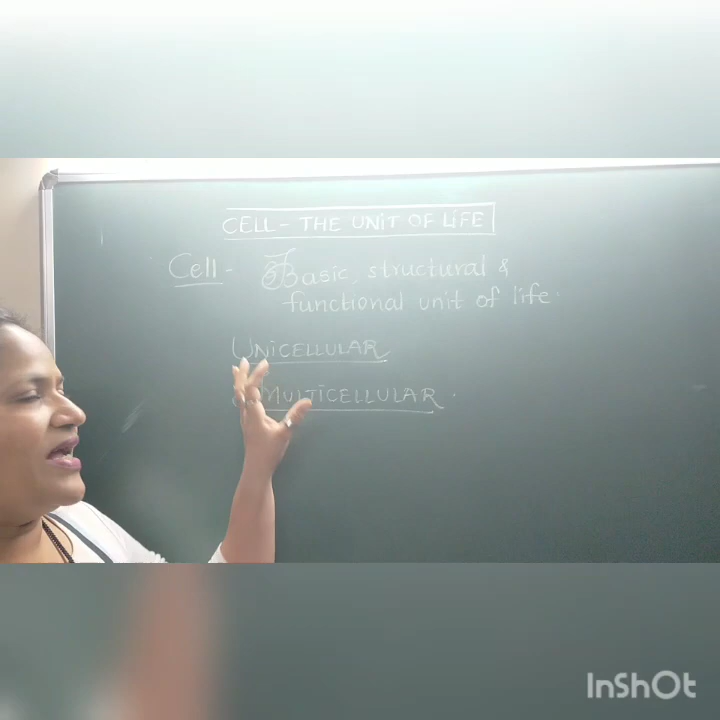 CELL - THE UNIT OF LIFE
Cell - Basic structural &
functional unit of life.
UNICELLULAR
MULTICELLULAR.
InShOt